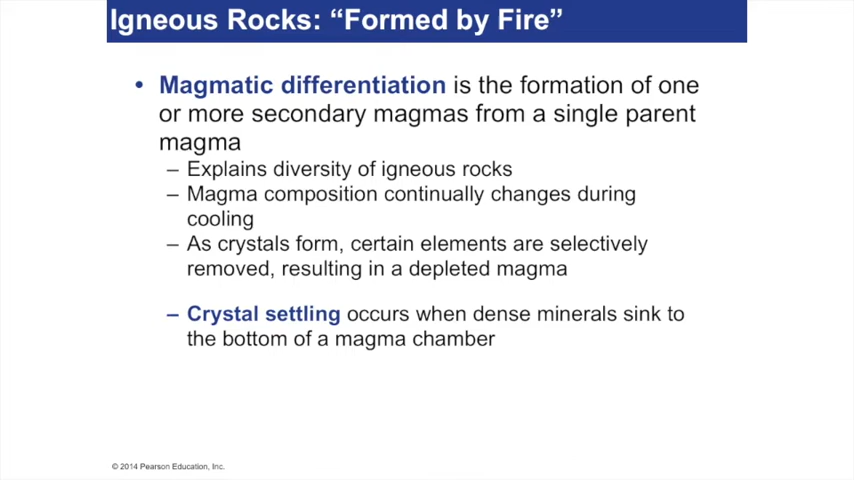 Igneous Rocks: “Formed by Fire”
• Magmatic differentiation is the formation of one
or more secondary magmas from a single parent
magma
– Explains diversity of igneous rocks
– Magma composition continually changes during
cooling
– As crystals form, certain elements are selectively
removed, resulting in a depleted magma
– Crystal settling occurs when dense minerals sink to
the bottom of a magma chamber
© 2014 Pearson Education, Inc.